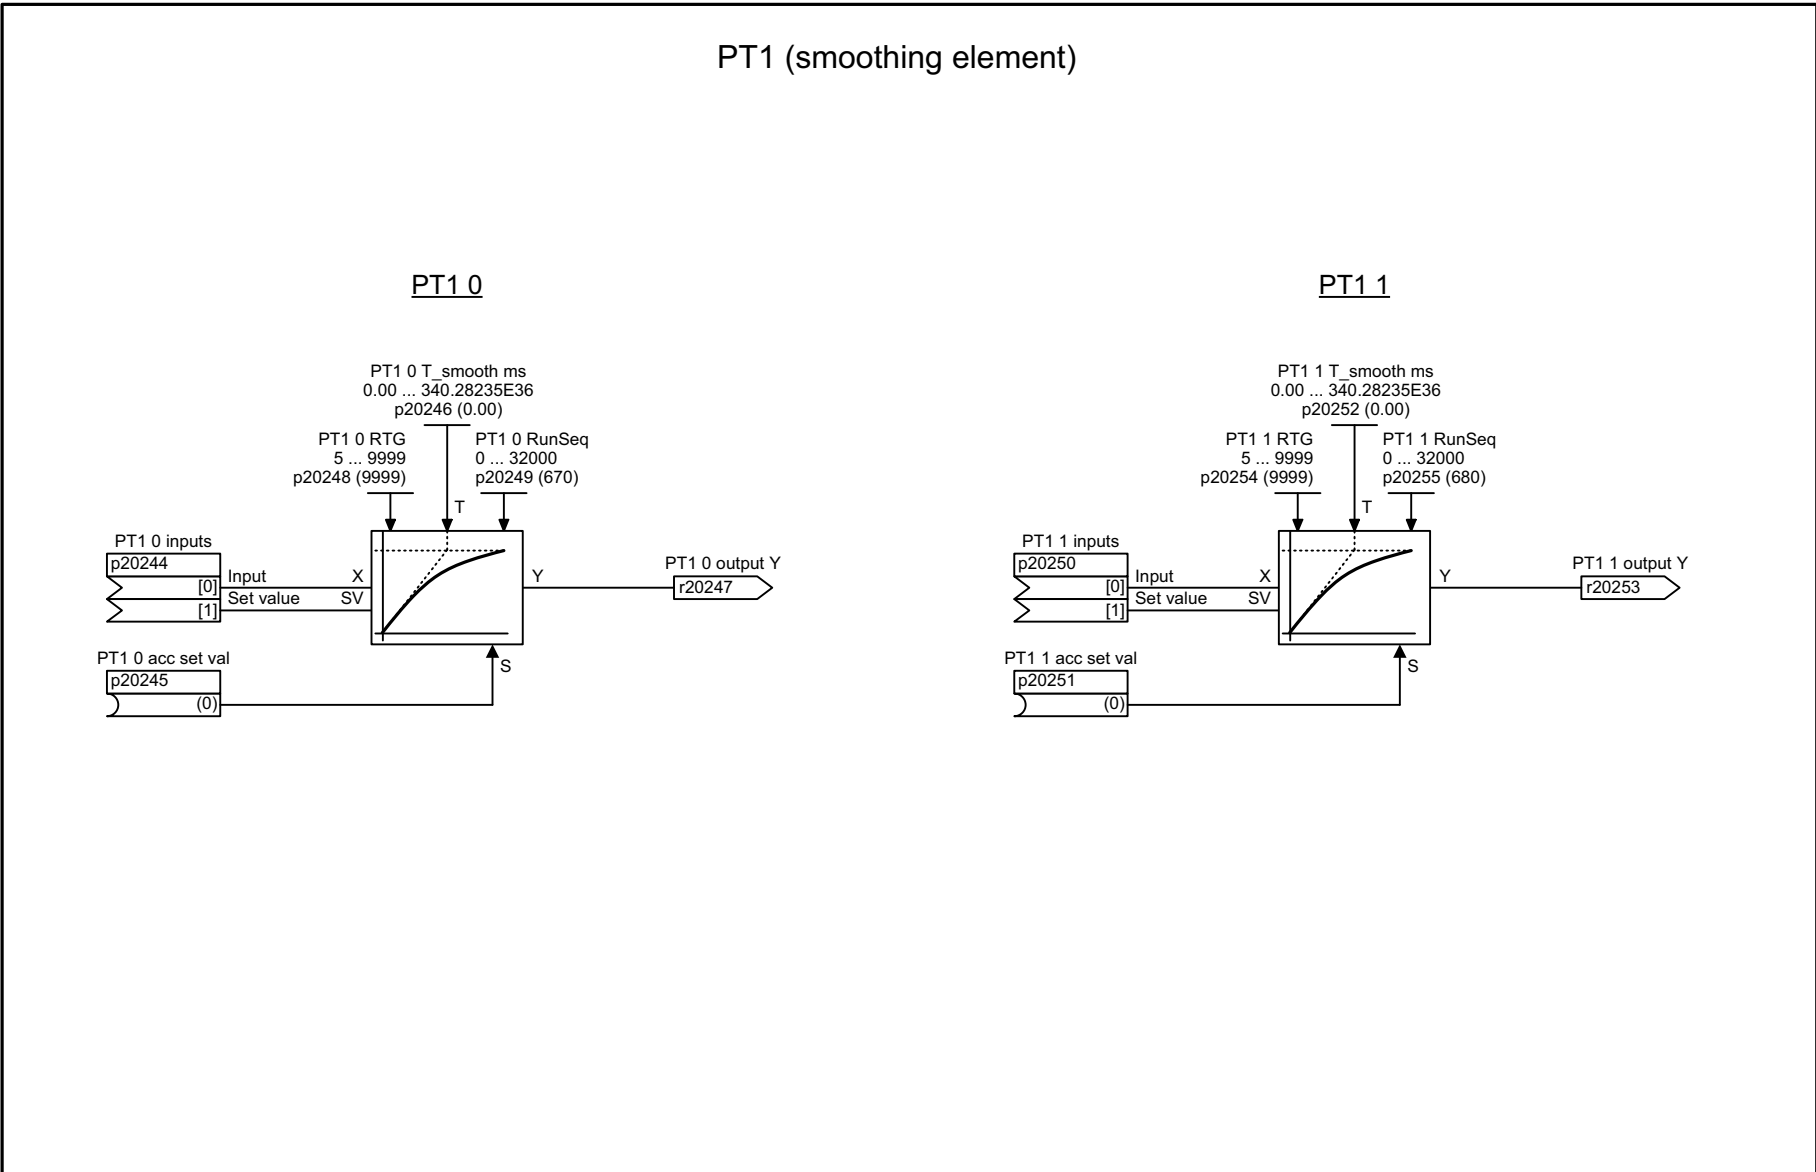 PT1 (smoothing element)
PT1 0
PT1 0 T_smooth ms
0.00 ... 340.28235E36
p20246 (0.00)
PT1 0 RTG
5 ... 9999
p20248 (9999)
PT1 0 RunSeq
0 ... 32000
p20249 (670)
T
PT1 0 inputs
p20244
[0]
Input
X
[1]
Set value
SV
Y
PT1 0 output Y
r20247
PT1 0 acc set val
p20245
(0)
S
PT1 1
PT1 1 T_smooth ms
0.00 ... 340.28235E36
p20252 (0.00)
PT1 1 RTG
5 ... 9999
p20254 (9999)
PT1 1 RunSeq
0 ... 32000
p20255 (680)
T
PT1 1 inputs
p20250
[0]
Input
X
[1]
Set value
SV
Y
PT1 1 output Y
r20253
PT1 1 acc set val
p20251
(0)
S